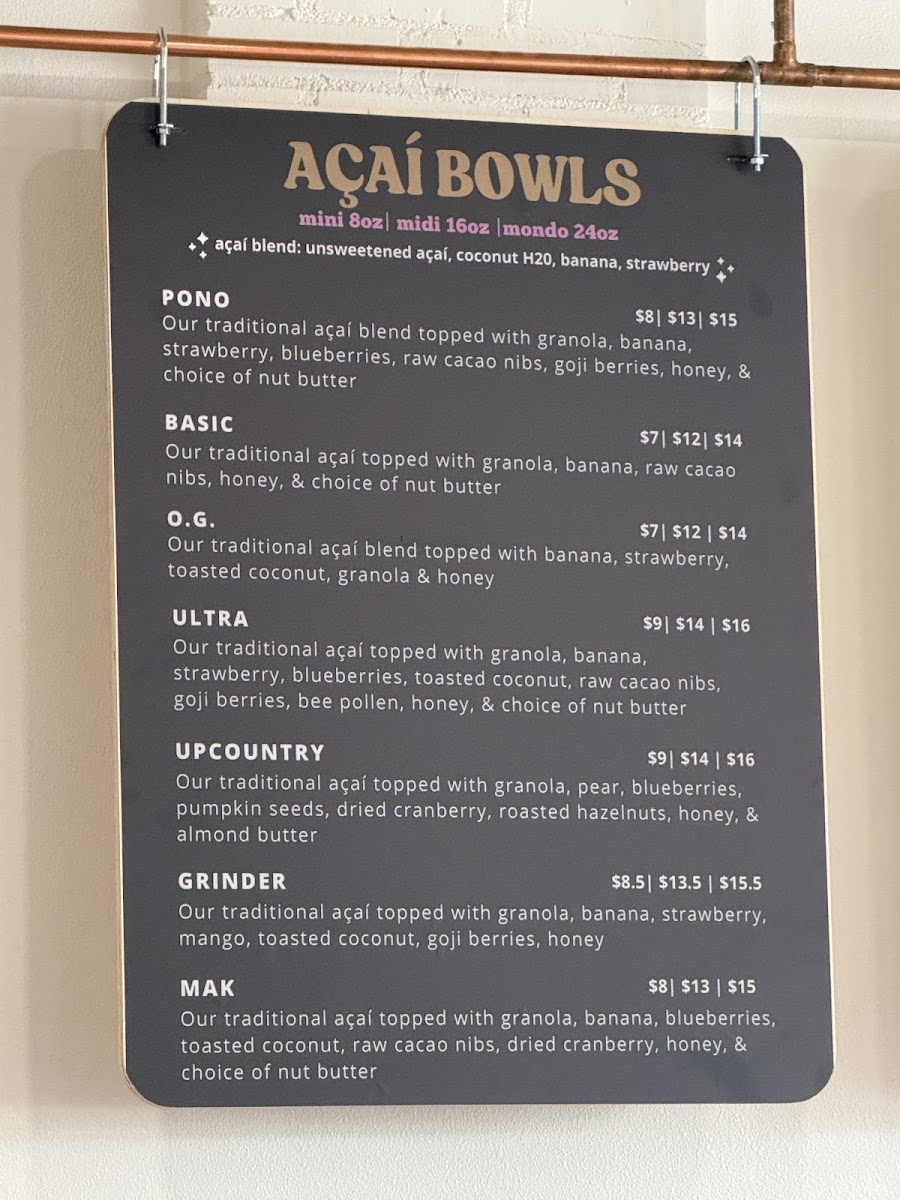 AÇAÍ BOWLS
mini 8oz| midi 16oz |mondo 24oz
açaí blend: unsweetened açaí, coconut H20, banana, strawberry
PONO $8| $13| $15
Our traditional açaí blend topped with granola, banana,
strawberry, blueberries, raw cacao nibs, goji berries, honey, &
choice of nut butter
BASIC $7| $12| $14
Our traditional açaí topped with granola, banana, raw cacao
nibs, honey, & choice of nut butter
O.G. $7| $12 | $14
Our traditional açaí blend topped with banana, strawberry,
toasted coconut, granola & honey
ULTRA $9| $14 | $16
Our traditional açaí topped with granola, banana,
strawberry, blueberries, toasted coconut, raw cacao nibs,
goji berries, bee pollen, honey, & choice of nut butter
UPCOUNTRY $9| $14 | $16
Our traditional açaí topped with granola, pear, blueberries,
pumpkin seeds, dried cranberry, roasted hazelnuts, honey, &
almond butter
GRINDER $8.5| $13.5 | $15.5
Our traditional açaí topped with granola, banana, strawberry,
mango, toasted coconut, goji berries, honey
MAK $8| $13 | $15
Our traditional açaí topped with granola, banana, blueberries,
toasted coconut, raw cacao nibs, dried cranberry, honey, &
choice of nut butter